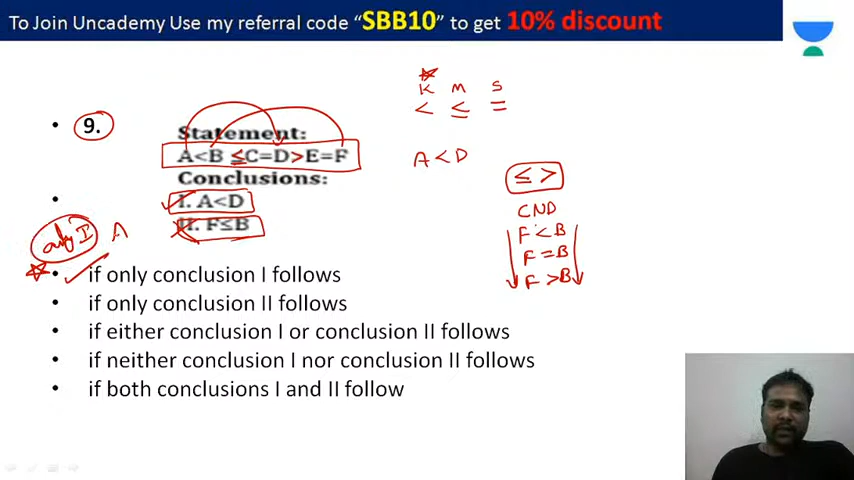 To Join Uncademy Use my referral code “SBB10” to get 10% discount
• 9.
Statement:
A<B ≤C=D>E=F
Conclusions:
I. A<D
II. F≤B
only I A
• if only conclusion I follows
• if only conclusion II follows
• if either conclusion I or conclusion II follows
• if neither conclusion I nor conclusion II follows
• if both conclusions I and II follow
K M S
< ≤ =
A<D
≤ >
CND
F<B
F=B
F>B